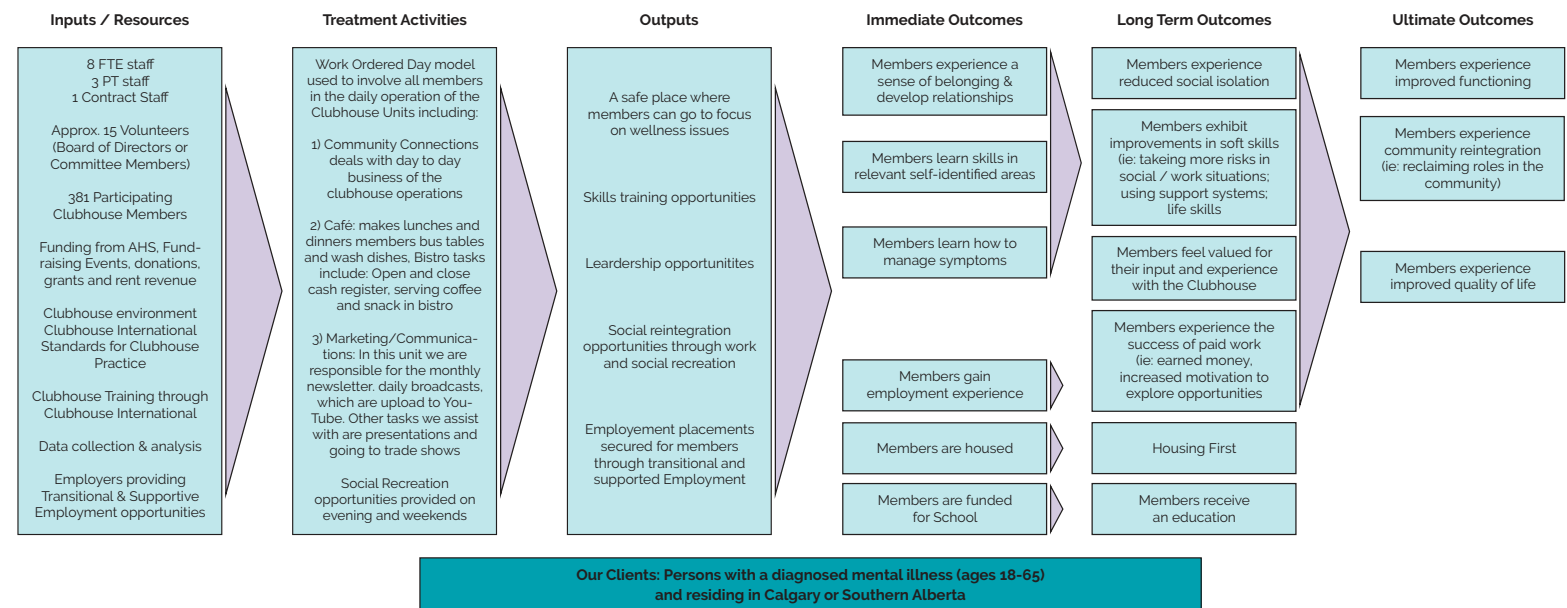 Inputs / Resources
8 FTE staff
3 PT staff
1 Contract Staff
Approx. 15 Volunteers
(Board of Directors or
Committee Members)
381 Participating
Clubhouse Members
Funding from AHS, Fund-
raising Events, donations,
grants and rent revenue
Clubhouse environment
Clubhouse International
Standards for Clubhouse
Practice
Clubhouse Training through
Clubhouse International
Data collection & analysis
Employers providing
Transitional & Supportive
Employment opportunities
Treatment Activities
Work Ordered Day model
used to involve all members
in the daily operation of the
Clubhouse Units including:
1) Community Connections
deals with day to day
business of the
clubhouse operations
2) Café: makes lunches and
dinners members bus tables
and wash dishes, Bistro tasks
include: Open and close
cash register, serving coffee
and snack in bistro
3) Marketing/Communica-
tions: In this unit we are
responsible for the monthly
newsletter. daily broadcasts,
which are upload to You-
Tube. Other tasks we assist
with are presentations and
going to trade shows
Social Recreation
opportunities provided on
evening and weekends
Outputs
A safe place where
members can go to focus
on wellness issues
Skills training opportunities
Leardership opportunitites
Social reintegration
opportunities through work
and social recreation
Employement placements
secured for members
through transitional and
supported Employment
Immediate Outcomes
Members experience a
sense of belonging &
develop relationships
Members learn skills in
relevant self-identified areas
Members learn how to
manage symptoms
Members gain
employment experience
Members are housed
Members are funded
for School
Long Term Outcomes
Members experience
reduced social isolation
Members exhibit
improvements in soft skills
(ie: takeing more risks in
social / work situations;
using support systems;
life skills
Members feel valued for
their input and experience
with the Clubhouse
Members experience the
success of paid work
(ie: earned money,
increased motivation to
explore opportunities
Housing First
Members receive
an education
Ultimate Outcomes
Members experience
improved functioning
Members experience
community reintegration
(ie: reclaiming roles in the
community)
Members experience
improved quality of life
Our Clients: Persons with a diagnosed mental illness (ages 18-65)
and residing in Calgary or Southern Alberta